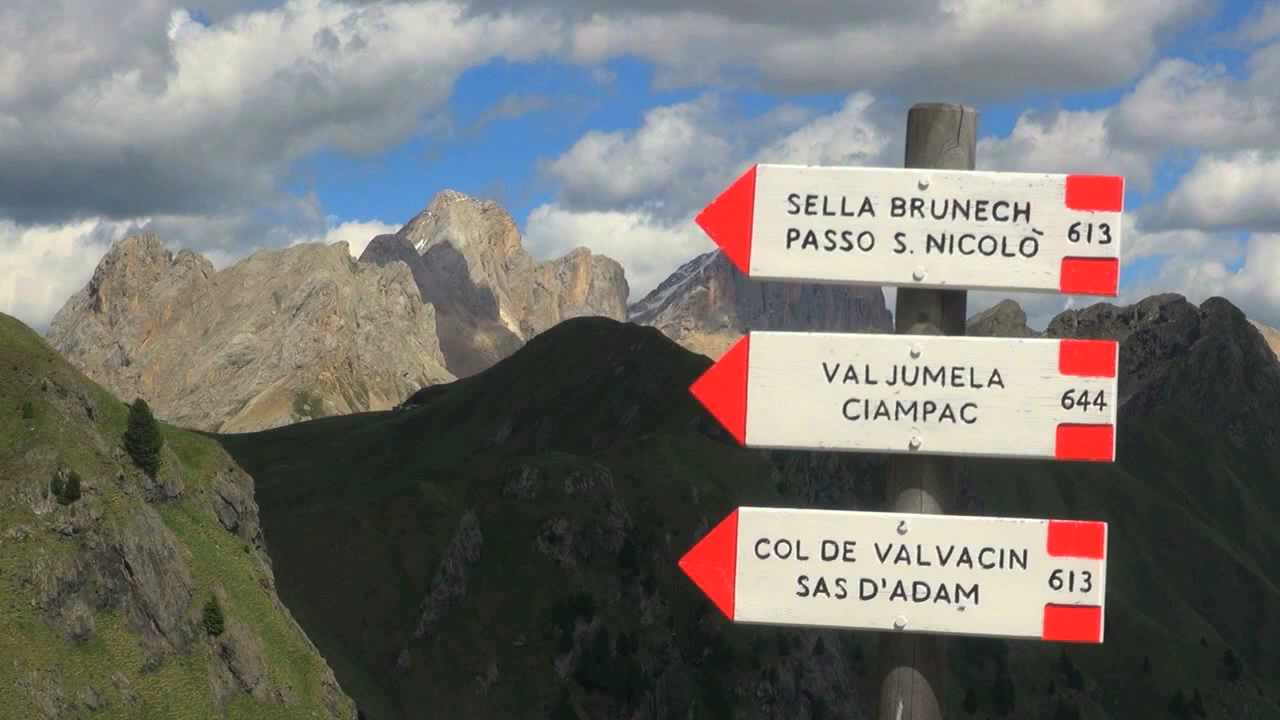 SELLA BRUNECH
PASSO S. NICOLÒ
613
VAL JUMELA
CIAMPAC
644
COL DE VALVACIN
SAS D'ADAM
613